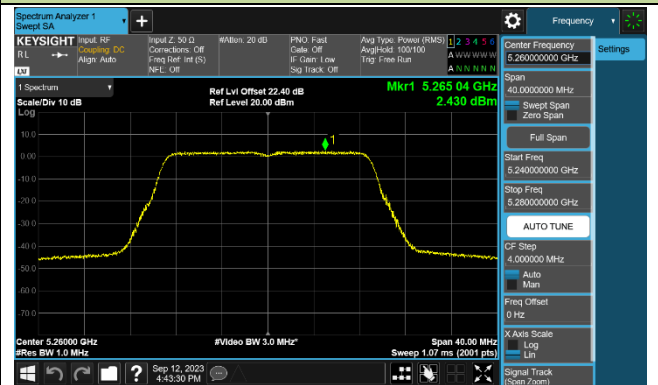 Spectrum Analyzer 1
Swept SA
+
Frequency
KEYSIGHT
RL
LXI
Input: RF
Coupling: DC
Align: Auto
Input Z: 50 Ω
Corrections: Off
Freq Ref: Int (S)
NFE: Off
#Atten: 20 dB
PNO: Fast
Gate: Off
IF Gain: Low
Sig Track: Off
Avg Type: Power (RMS)
Avg|Hold: 100/100
Trig: Free Run
1 2 3 4 5 6
A W W W W W
A N N N N N
1 Spectrum
Scale/Div 10 dB
Log
Ref Lvl Offset 22.40 dB
Ref Level 20.00 dBm
Mkr1 5.265 04 GHz
2.430 dBm
1
10.0
0.00
-10.0
-20.0
-30.0
-40.0
-50.0
-60.0
-70.0
Center 5.26000 GHz
#Res BW 1.0 MHz
#Video BW 3.0 MHz*
Span 40.00 MHz
Sweep 1.07 ms (2001 pts)
Sep 12, 2023
4:43:30 PM
?
Center Frequency
5.260000000 GHz
Settings
Span
40.0000000 MHz
Swept Span
Zero Span
Full Span
Start Freq
5.240000000 GHz
Stop Freq
5.280000000 GHz
AUTO TUNE
CF Step
4.000000 MHz
Auto
Man
Freq Offset
0 Hz
X Axis Scale
Log
Lin
Signal Track
(Span Zoom)